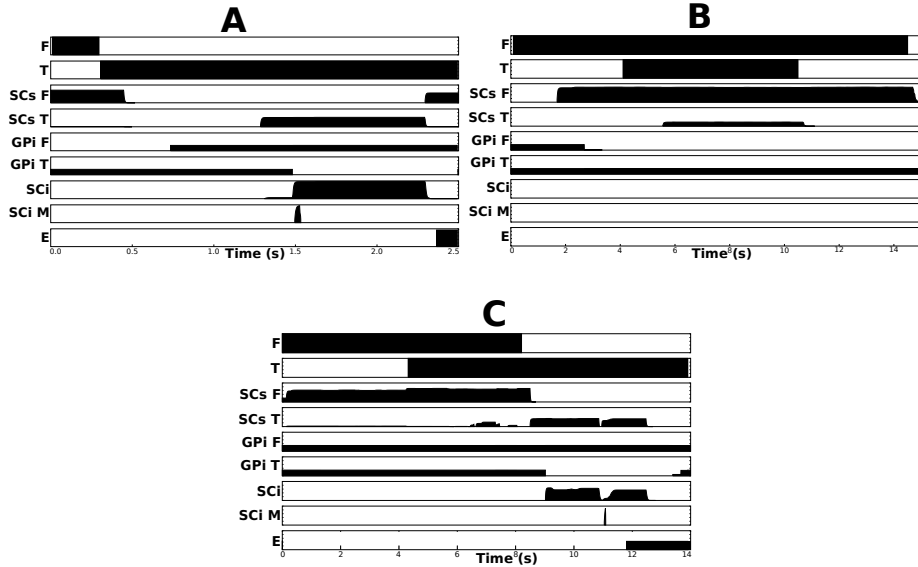 A
F
T
SCs F
SCs T
GPi F
GPi T
SCi
SCi M
E
0.0 0.5 1.0 1.5 2.0 2.5
Time (s)
B
F
T
SCs F
SCs T
GPi F
GPi T
SCi
SCi M
E
0 2 4 6 8 10 12 14
Time (s)
C
F
T
SCs F
SCs T
GPi F
GPi T
SCi
SCi M
E
0 2 4 6 8 10 12 14
Time (s)